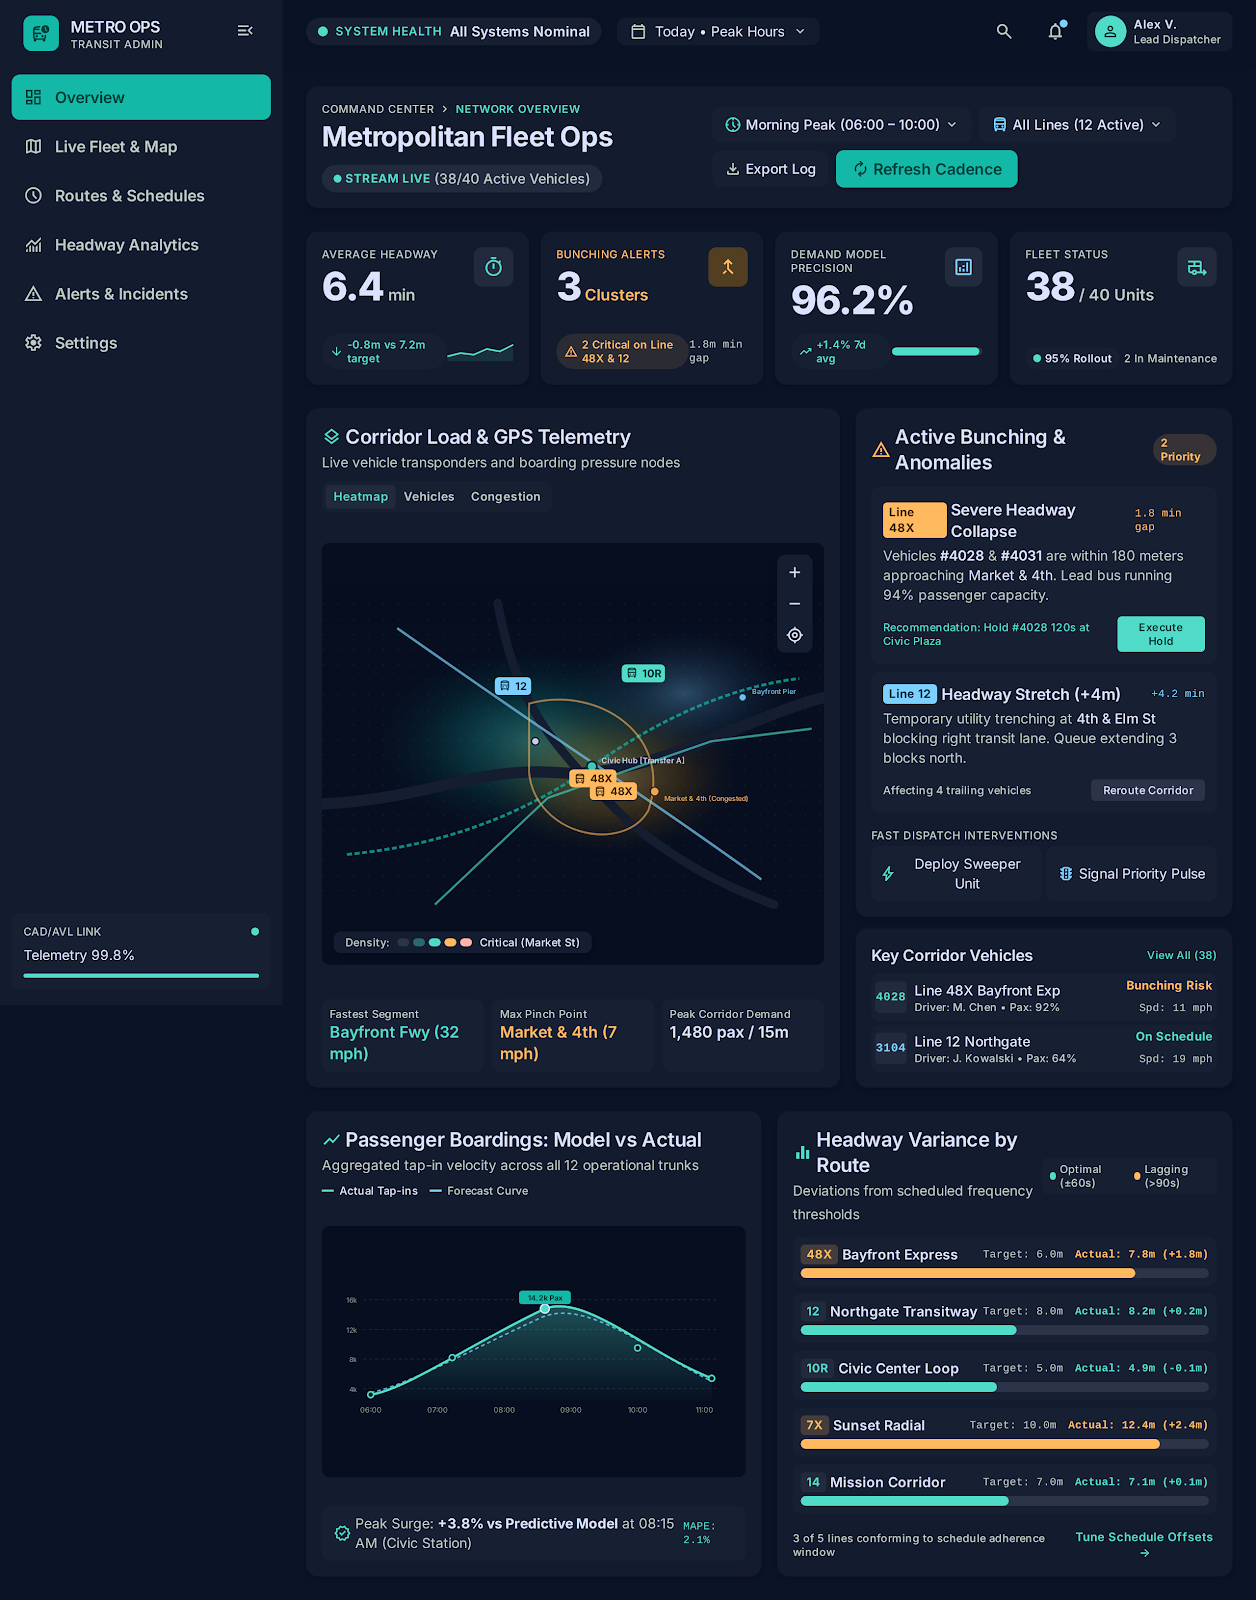 METRO OPS
TRANSIT ADMIN
Overview
Live Fleet & Map
Routes & Schedules
Headway Analytics
Alerts & Incidents
Settings
CAD/AVL LINK
Telemetry 99.8%
SYSTEM HEALTH All Systems Nominal
Today • Peak Hours
Alex V.
Lead Dispatcher
COMMAND CENTER › NETWORK OVERVIEW
Metropolitan Fleet Ops
STREAM LIVE (38/40 Active Vehicles)
Morning Peak (06:00 – 10:00)
All Lines (12 Active)
Export Log
Refresh Cadence
AVERAGE HEADWAY
6.4 min
-0.8m vs 7.2m
target
BUNCHING ALERTS
3 Clusters
2 Critical on Line
48X & 12
1.8m min
gap
DEMAND MODEL
PRECISION
96.2%
+1.4% 7d
avg
FLEET STATUS
38 / 40 Units
95% Rollout
2 In Maintenance
Corridor Load & GPS Telemetry
Live vehicle transponders and boarding pressure nodes
Heatmap
Vehicles
Congestion
+
−
12
10R
Bayfront Pier
Civic Hub (Transfer A)
48X
48X
Market & 4th (Congested)
Density:
Critical (Market St)
Fastest Segment
Bayfront Fwy (32
mph)
Max Pinch Point
Market & 4th (7
mph)
Peak Corridor Demand
1,480 pax / 15m
Active Bunching &
Anomalies
2
Priority
Line
48X
Severe Headway
Collapse
1.8 min
gap
Vehicles #4028 & #4031 are within 180 meters
approaching Market & 4th. Lead bus running
94% passenger capacity.
Recommendation: Hold #4028 120s at
Civic Plaza
Execute
Hold
Line 12
Headway Stretch (+4m)
+4.2 min
Temporary utility trenching at 4th & Elm St
blocking right transit lane. Queue extending 3
blocks north.
Affecting 4 trailing vehicles
Reroute Corridor
FAST DISPATCH INTERVENTIONS
Deploy Sweeper
Unit
Signal Priority Pulse
Key Corridor Vehicles
View All (38)
4028
Line 48X Bayfront Exp
Driver: M. Chen • Pax: 92%
Bunching Risk
Spd: 11 mph
3104
Line 12 Northgate
Driver: J. Kowalski • Pax: 64%
On Schedule
Spd: 19 mph
Passenger Boardings: Model vs Actual
Aggregated tap-in velocity across all 12 operational trunks
Actual Tap-ins
Forecast Curve
14.2k Pax
16k
12k
8k
4k
06:00
07:00
08:00
09:00
10:00
11:00
Peak Surge: +3.8% vs Predictive Model at 08:15
AM (Civic Station)
MAPE:
2.1%
Headway Variance by
Route
Deviations from scheduled frequency
thresholds
Optimal
(±60s)
Lagging
(>90s)
48X Bayfront Express Target: 6.0m Actual: 7.8m (+1.8m)
12 Northgate Transitway Target: 8.0m Actual: 8.2m (+0.2m)
10R Civic Center Loop Target: 5.0m Actual: 4.9m (-0.1m)
7X Sunset Radial Target: 10.0m Actual: 12.4m (+2.4m)
14 Mission Corridor Target: 7.0m Actual: 7.1m (+0.1m)
3 of 5 lines conforming to schedule adherence
window
Tune Schedule Offsets
→